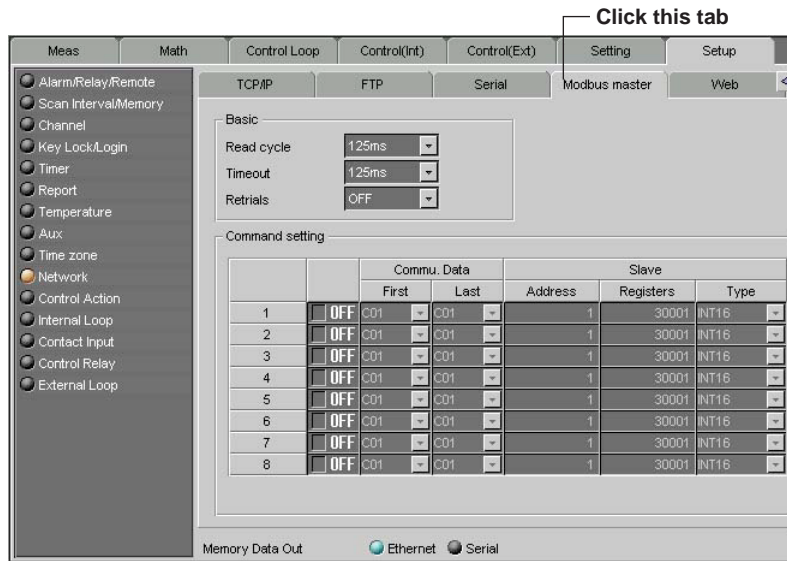 Click this tab
Meas Math Control Loop Control(Int) Control(Ext) Setting Setup
Alarm/Relay/Remote
Scan Interval/Memory
Channel
Key Lock/Login
Timer
Report
Temperature
Aux
Time zone
Network
Control Action
Internal Loop
Contact Input
Control Relay
External Loop
TCP/IP FTP Serial Modbus master Web
Basic
Read cycle 125ms
Timeout 125ms
Retrials OFF
Command setting
Commu. Data Slave
First Last Address Registers Type
1 OFF C01 C01 1 30001 INT16
2 OFF C01 C01 1 30001 INT16
3 OFF C01 C01 1 30001 INT16
4 OFF C01 C01 1 30001 INT16
5 OFF C01 C01 1 30001 INT16
6 OFF C01 C01 1 30001 INT16
7 OFF C01 C01 1 30001 INT16
8 OFF C01 C01 1 30001 INT16
Memory Data Out Ethernet Serial